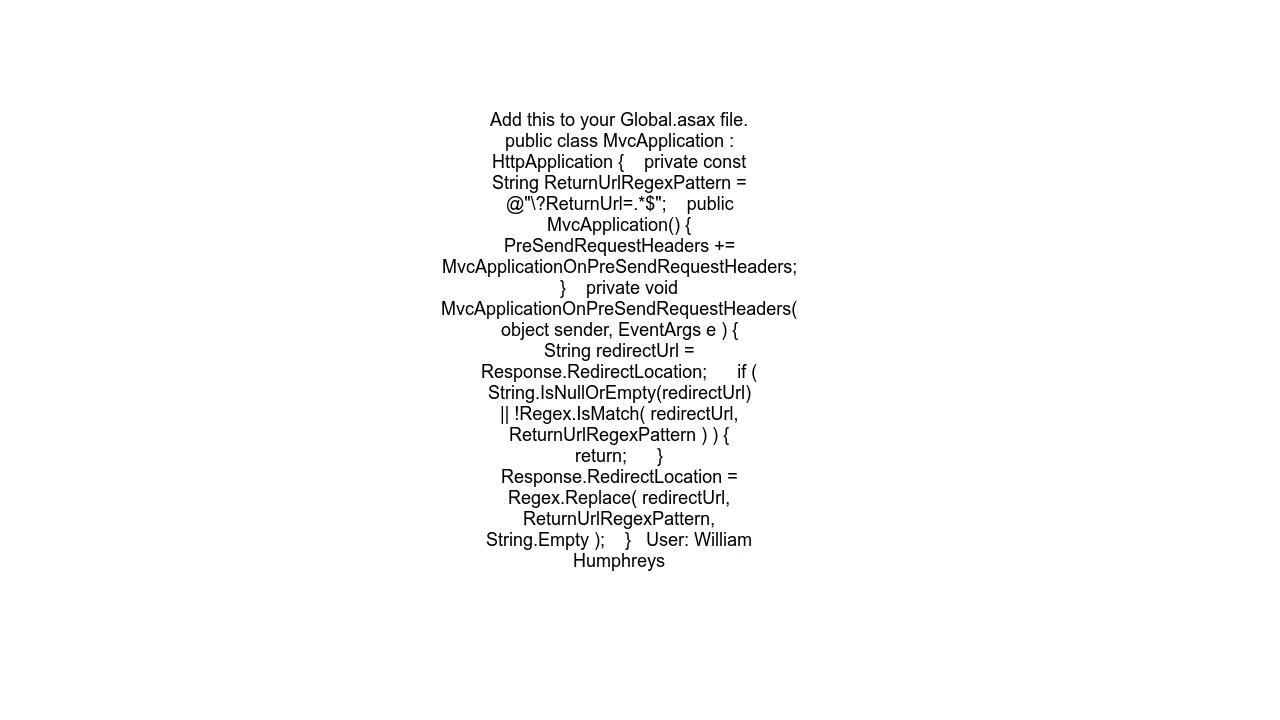 Add this to your Global.asax file.
public class MvcApplication :
HttpApplication {    private const
String ReturnUrlRegexPattern =
@"\?ReturnUrl=.*$";    public
MvcApplication() {
PreSendRequestHeaders +=
MvcApplicationOnPreSendRequestHeaders;
}    private void
MvcApplicationOnPreSendRequestHeaders(
object sender, EventArgs e ) {
String redirectUrl =
Response.RedirectLocation;      if (
String.IsNullOrEmpty(redirectUrl)
|| !Regex.IsMatch( redirectUrl,
ReturnUrlRegexPattern ) ) {
return;      }
Response.RedirectLocation =
Regex.Replace( redirectUrl,
ReturnUrlRegexPattern,
String.Empty );    }   User: William
Humphreys